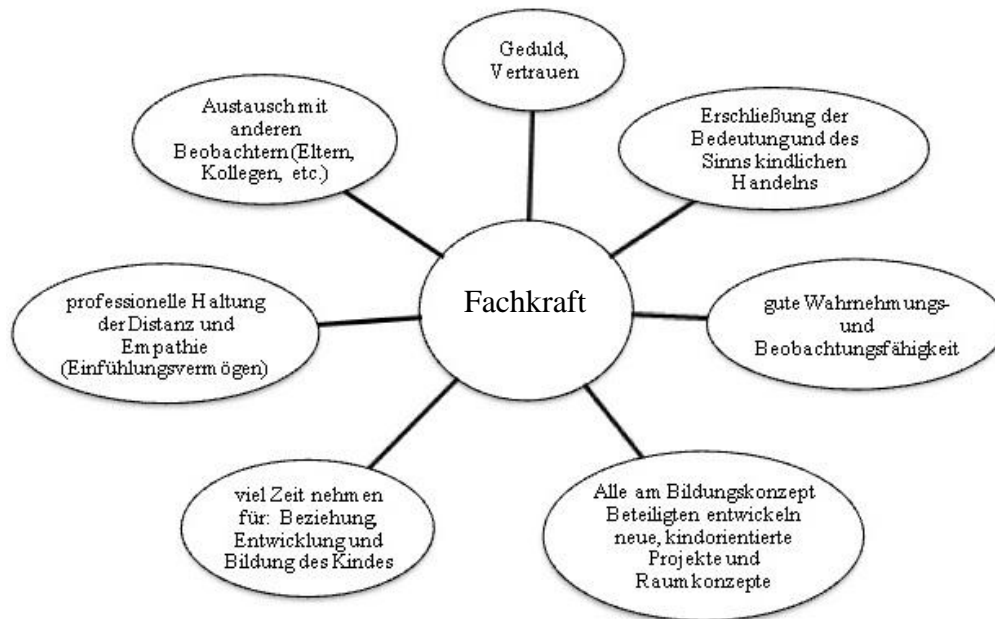 Geduld,
Vertrauen
Austausch mit
anderen
Beobachtern (Eltern,
Kollegen, etc.)
Erschließung der
Bedeutung und des
Sinns kindlichen
Handelns
professionelle Haltung
der Distanz und
Empathie
(Einfühlungsvermögen)
Fachkraft
gute Wahrnehmungs-
und
Beobachtungsfähigkeit
viel Zeit nehmen
für: Beziehung,
Entwicklung und
Bildung des Kindes
Alle am Bildungskonzept
Beteiligten entwickeln
neue, kindorientierte
Projekte und
Raumkonzepte